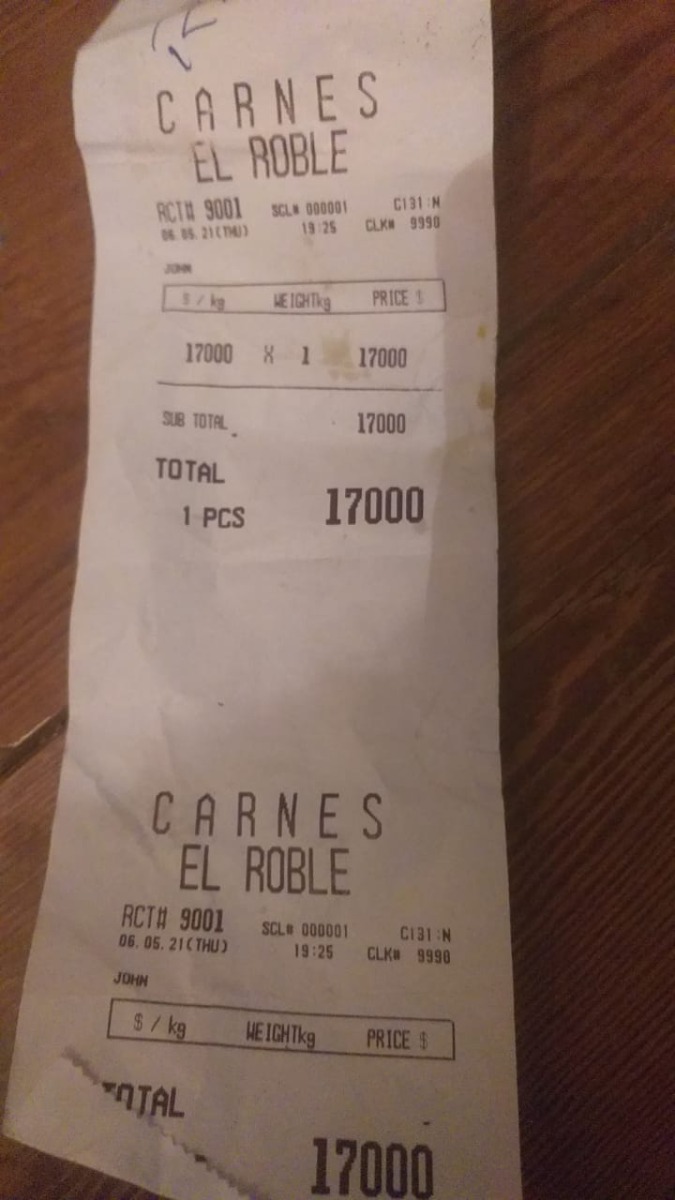 CARNES
EL ROBLE
RCT# 9001 SCL# 000001 C131:N
06.05.21(THU) 19:25 CLK# 9990
JOHN
$ / kg WEIGHTkg PRICE $
17000 X 1 17000
SUB TOTAL 17000
TOTAL
1 PCS 17000
CARNES
EL ROBLE
RCT# 9001 SCL# 000001 C131:N
06.05.21(THU) 19:25 CLK# 9990
JOHN
$ / kg WEIGHTkg PRICE $
TOTAL
17000